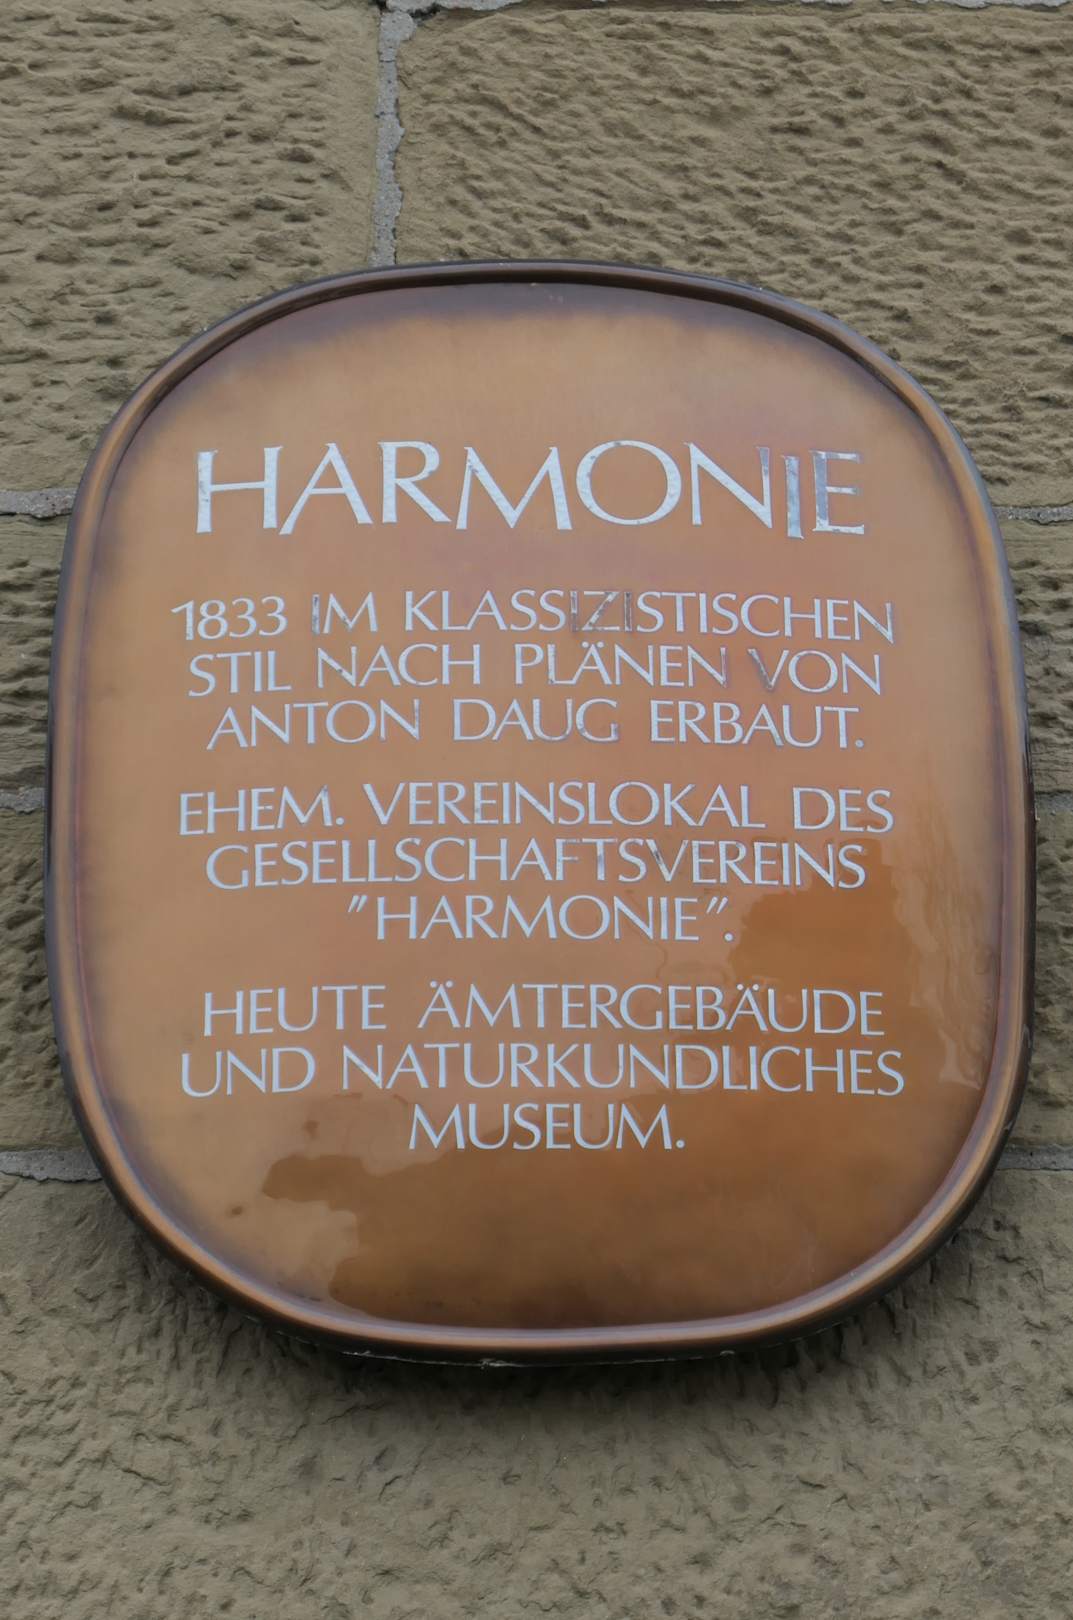 HARMONIE
1833 IM KLASSIZISTISCHEN
STIL NACH PLÄNEN VON
ANTON DAUG ERBAUT.
EHEM. VEREINSLOKAL DES
GESELLSCHAFTSVEREINS
"HARMONIE".
HEUTE ÄMTERGEBÄUDE
UND NATURKUNDLICHES
MUSEUM.